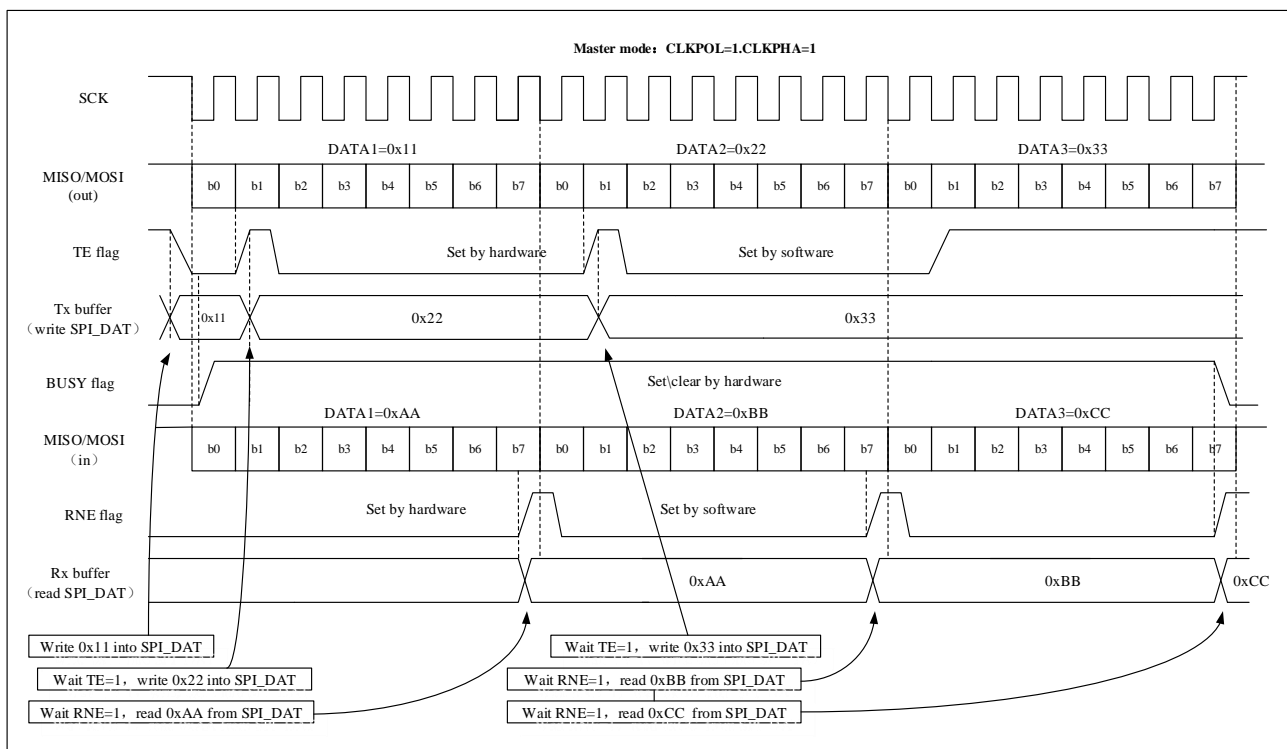 Master mode：CLKPOL=1.CLKPHA=1
SCK
DATA1=0x11 DATA2=0x22 DATA3=0x33
MISO/MOSI
(out)
b0 b1 b2 b3 b4 b5 b6 b7 b0 b1 b2 b3 b4 b5 b6 b7 b0 b1 b2 b3 b4 b5 b6 b7
TE flag
Set by hardware Set by software
Tx buffer
（write SPI_DAT）
0x11 0x22 0x33
BUSY flag
Set\clear by hardware
DATA1=0xAA DATA2=0xBB DATA3=0xCC
MISO/MOSI
（in）
b0 b1 b2 b3 b4 b5 b6 b7 b0 b1 b2 b3 b4 b5 b6 b7 b0 b1 b2 b3 b4 b5 b6 b7
RNE flag
Set by hardware Set by software
Rx buffer
（read SPI_DAT）
0xAA 0xBB 0xCC
Write 0x11 into SPI_DAT
Wait TE=1，write 0x33 into SPI_DAT
Wait TE=1，write 0x22 into SPI_DAT
Wait RNE=1，read 0xBB from SPI_DAT
Wait RNE=1，read 0xAA from SPI_DAT
Wait RNE=1，read 0xCC from SPI_DAT